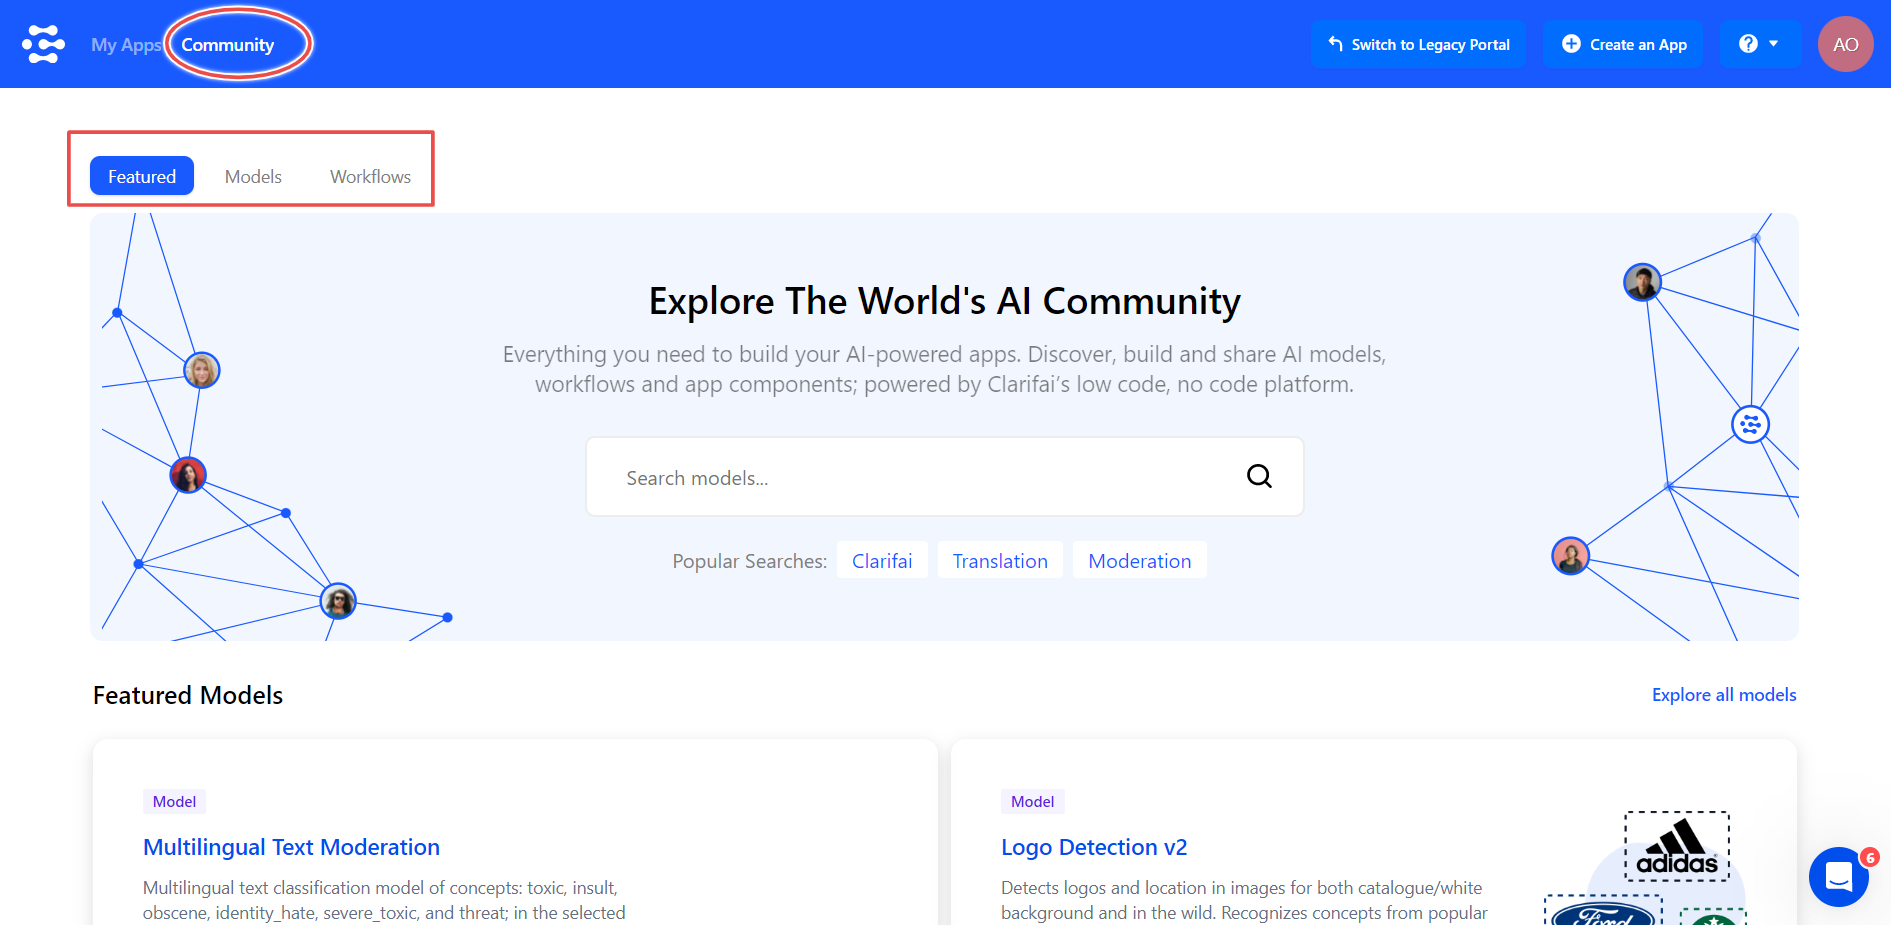 My Apps
Community
Switch to Legacy Portal
Create an App
?
AO
Featured
Models
Workflows
Explore The World's AI Community
Everything you need to build your AI-powered apps. Discover, build and share AI models,
workflows and app components; powered by Clarifai’s low code, no code platform.
Search models...
Popular Searches:
Clarifai
Translation
Moderation
Featured Models
Explore all models
Model
Multilingual Text Moderation
Multilingual text classification model of concepts: toxic, insult,
obscene, identity_hate, severe_toxic, and threat; in the selected
Model
Logo Detection v2
Detects logos and location in images for both catalogue/white
background and in the wild. Recognizes concepts from popular
adidas
Ford
6